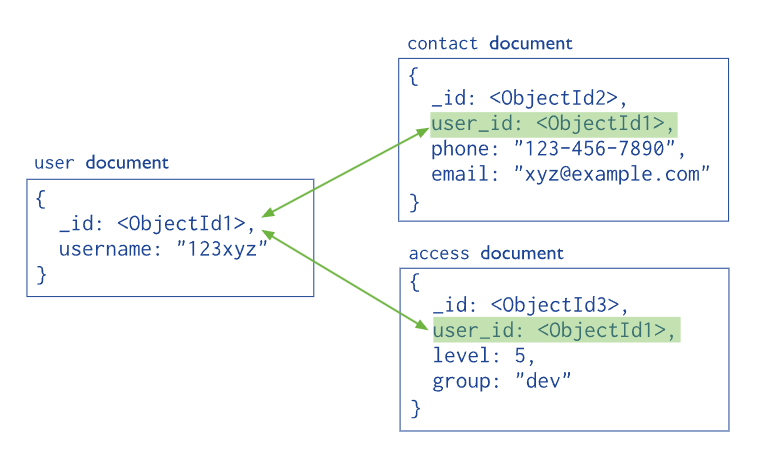 user document
{
  _id: <ObjectId1>,
  username: "123xyz"
}
contact document
{
  _id: <ObjectId2>,
  user_id: <ObjectId1>,
  phone: "123-456-7890",
  email: "xyz@example.com"
}
access document
{
  _id: <ObjectId3>,
  user_id: <ObjectId1>,
  level: 5,
  group: "dev"
}